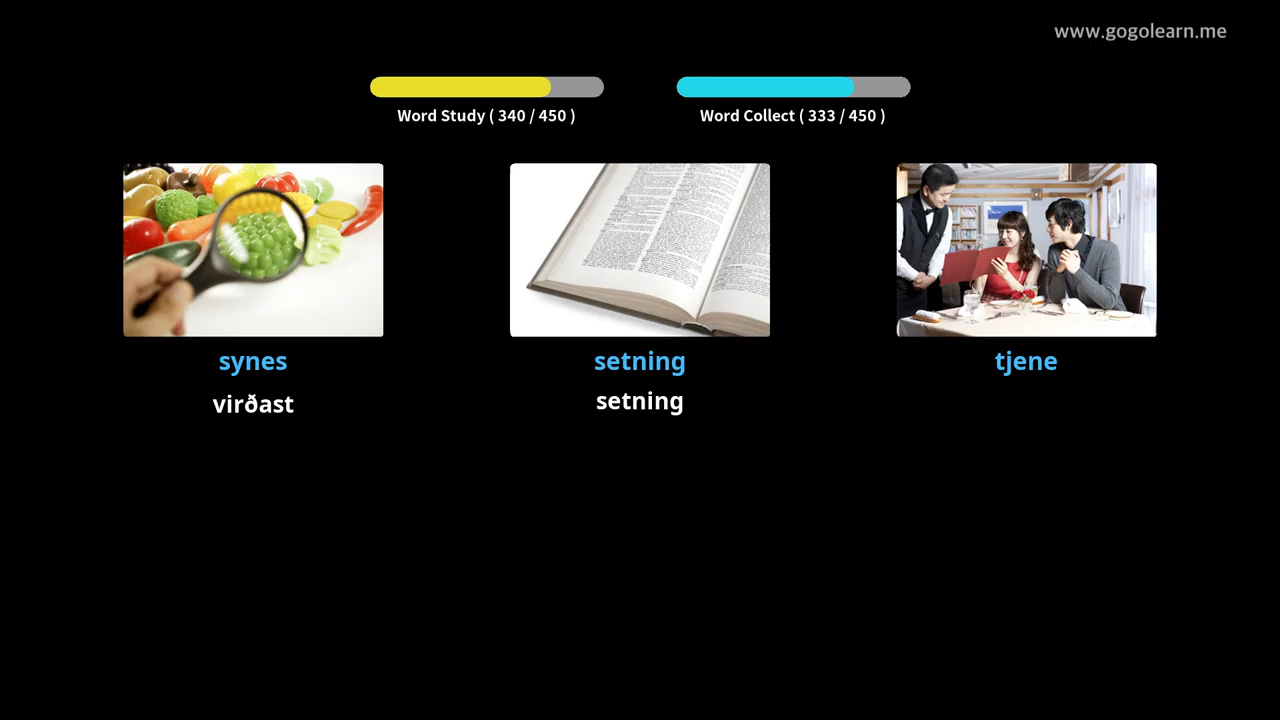 www.gogolearn.me
Word Study ( 340 / 450 )
Word Collect ( 333 / 450 )
synes
setning
tjene
virðast
setning